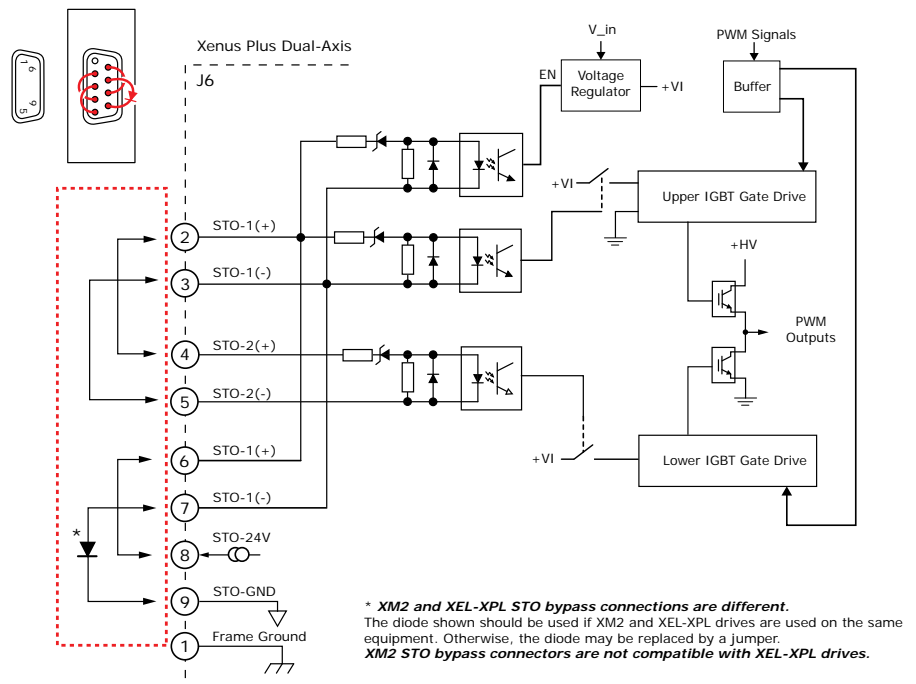 Xenus Plus Dual-Axis
J6
1
6
9
5
V_in
EN
Voltage
Regulator
+VI
PWM Signals
Buffer
+VI
Upper IGBT Gate Drive
+HV
PWM
Outputs
+VI
Lower IGBT Gate Drive
2
STO-1(+)
3
STO-1(-)
4
STO-2(+)
5
STO-2(-)
6
STO-1(+)
7
STO-1(-)
*
8
STO-24V
9
STO-GND
1
Frame Ground
* XM2 and XEL-XPL STO bypass connections are different.
The diode shown should be used if XM2 and XEL-XPL drives are used on the same
equipment. Otherwise, the diode may be replaced by a jumper.
XM2 STO bypass connectors are not compatible with XEL-XPL drives.